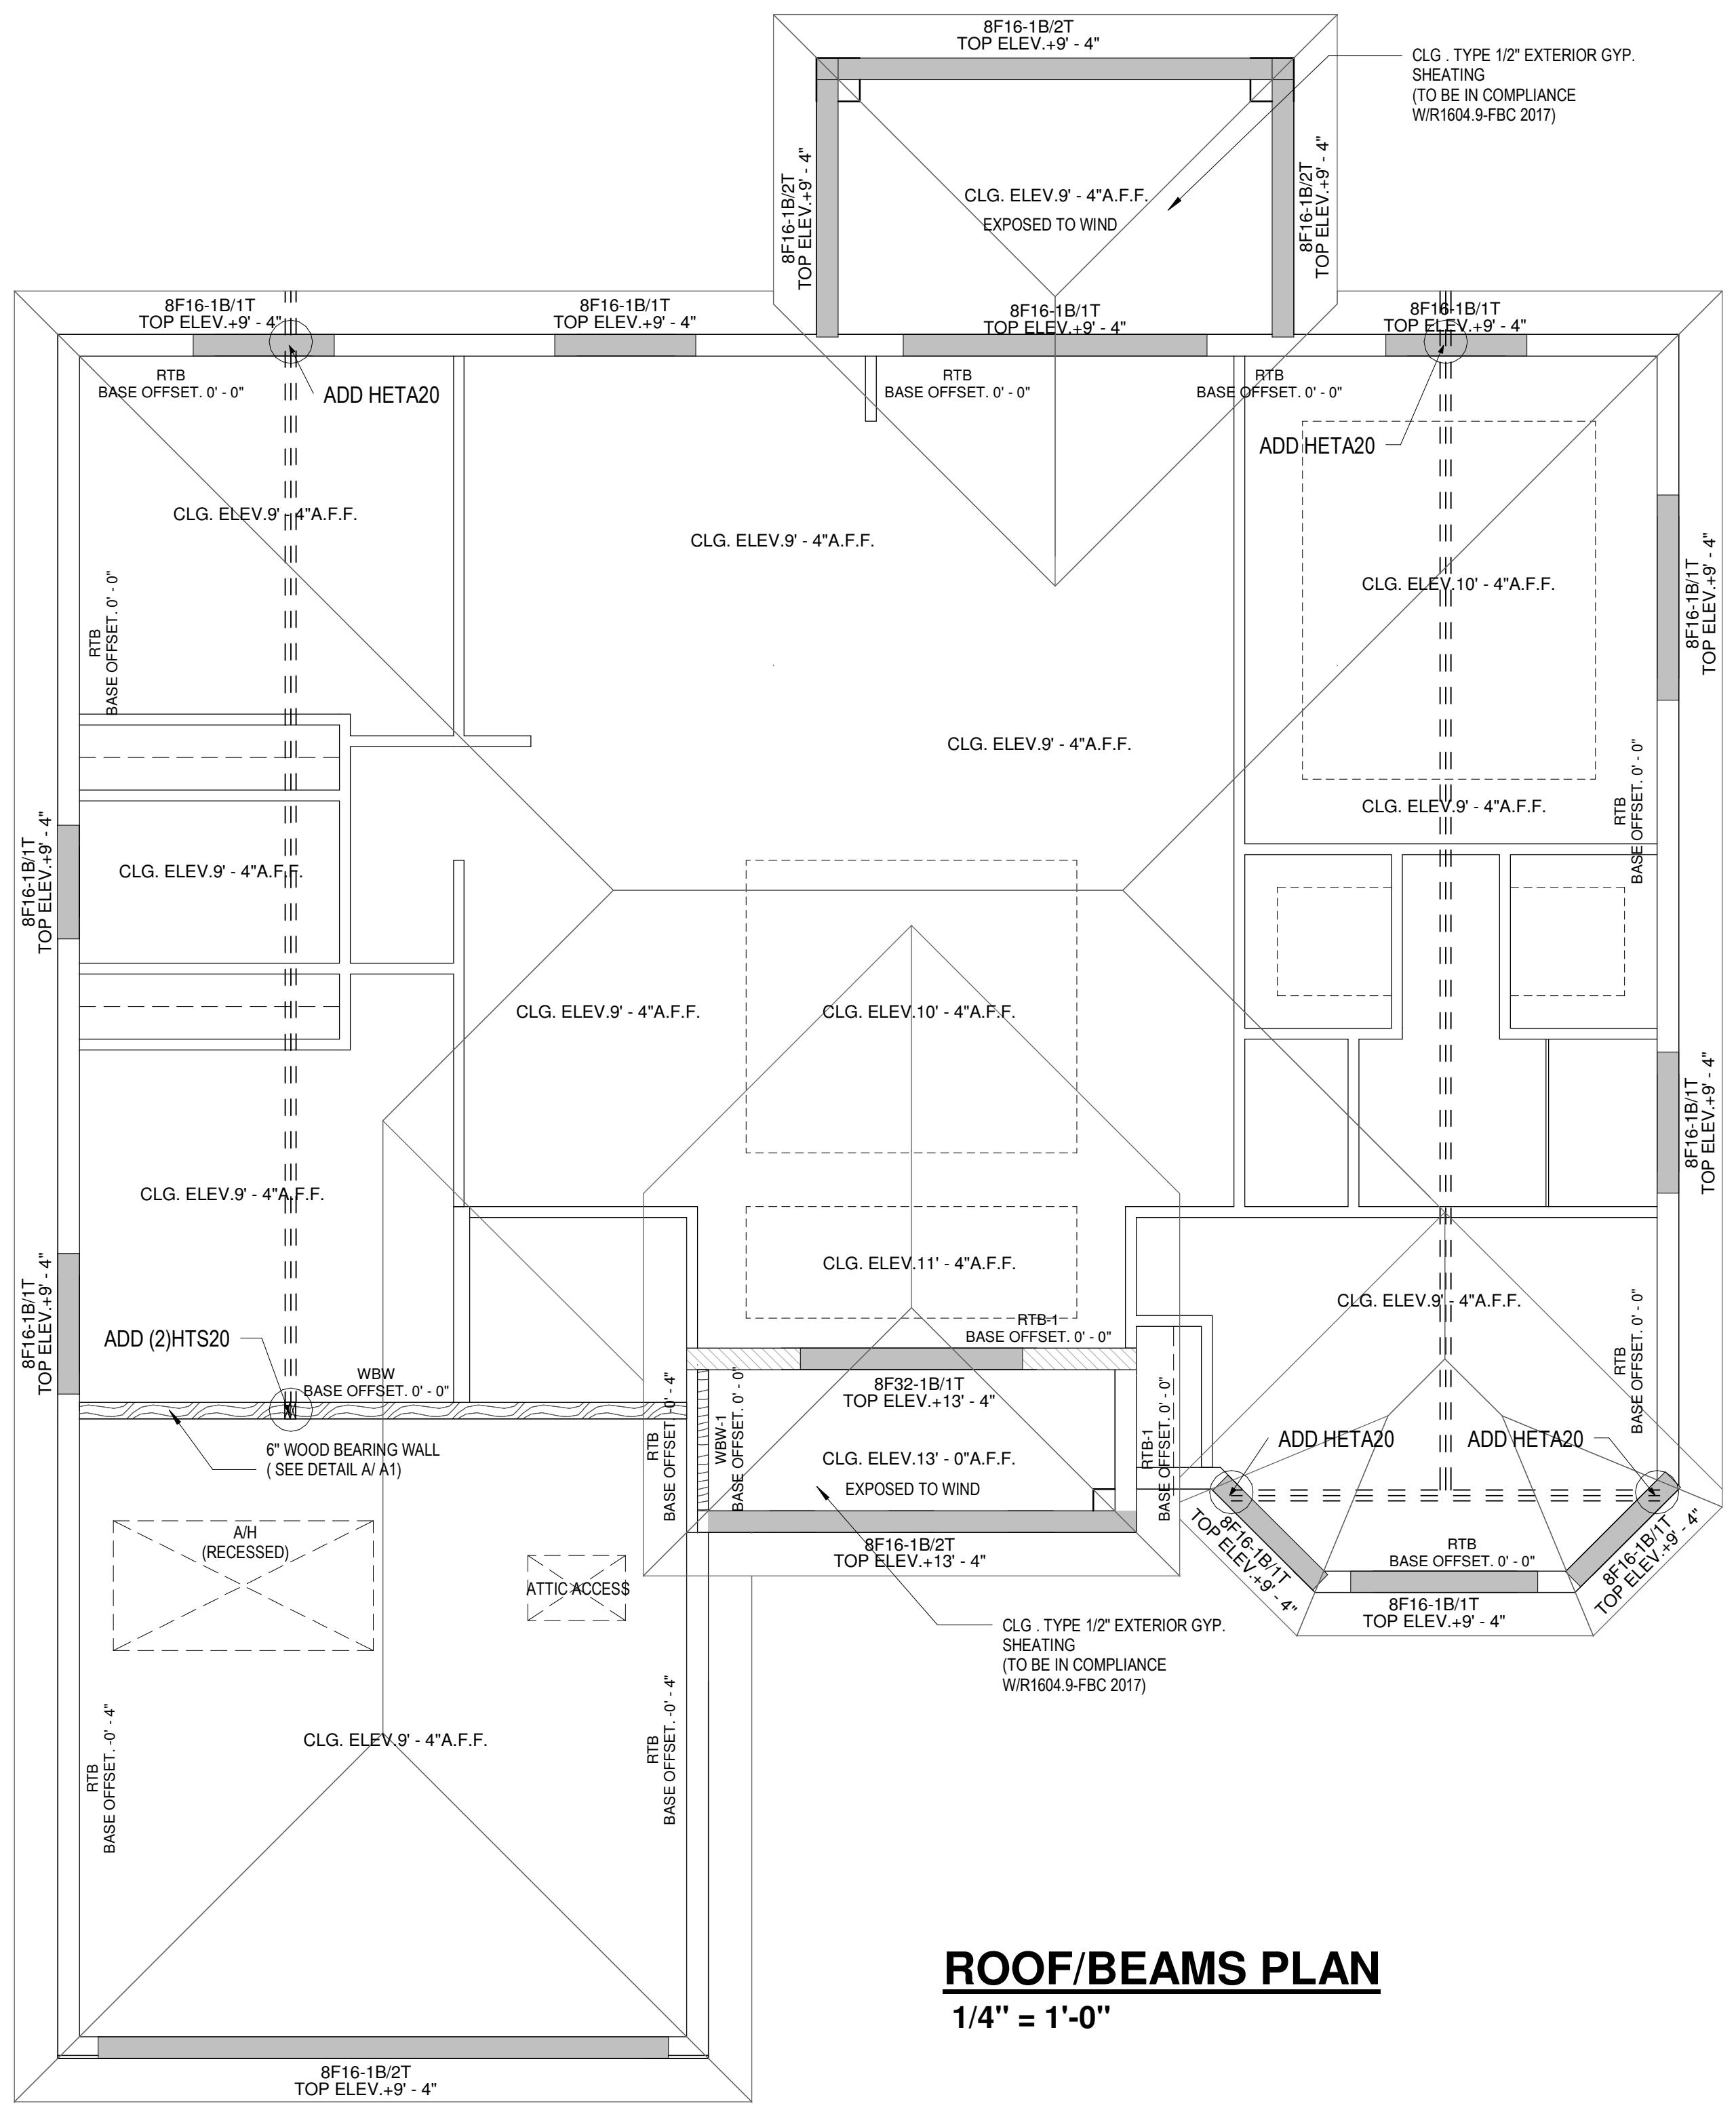 8F16-1B/2T
TOP ELEV.+9' - 4"
CLG . TYPE 1/2" EXTERIOR GYP.
SHEATING
(TO BE IN COMPLIANCE
W/R1604.9-FBC 2017)
8F16-1B/2T
TOP ELEV.+9' - 4"
8F16-1B/2T
TOP ELEV.+9' - 4"
CLG. ELEV.9' - 4"A.F.F.
EXPOSED TO WIND
8F16-1B/1T
TOP ELEV.+9' - 4"
8F16-1B/1T
TOP ELEV.+9' - 4"
8F16-1B/1T
TOP ELEV.+9' - 4"
8F16-1B/1T
TOP ELEV.+9' - 4"
RTB
BASE OFFSET. 0' - 0"
ADD HETA20
RTB
BASE OFFSET. 0' - 0"
RTB
BASE OFFSET. 0' - 0"
ADD HETA20
CLG. ELEV.9' - 4"A.F.F.
CLG. ELEV.9' - 4"A.F.F.
CLG. ELEV.10' - 4"A.F.F.
8F16-1B/1T
TOP ELEV.+9' - 4"
RTB
BASE OFFSET. 0' - 0"
CLG. ELEV.9' - 4"A.F.F.
CLG. ELEV.9' - 4"A.F.F.
RTB
BASE OFFSET. 0' - 0"
8F16-1B/1T
TOP ELEV.+9' - 4"
CLG. ELEV.9' - 4"A.F.F.
CLG. ELEV.9' - 4"A.F.F.
CLG. ELEV.10' - 4"A.F.F.
8F16-1B/1T
TOP ELEV.+9' - 4"
CLG. ELEV.9' - 4"A.F.F.
CLG. ELEV.11' - 4"A.F.F.
CLG. ELEV.9' - 4"A.F.F.
8F16-1B/1T
TOP ELEV.+9' - 4"
ADD (2)HTS20
RTB-1
BASE OFFSET. 0' - 0"
RTB
BASE OFFSET. 0' - 0"
WBW
BASE OFFSET. 0' - 0"
8F32-1B/1T
TOP ELEV.+13' - 4"
RTB
BASE OFFSET. -0' - 4"
WBW-1
BASE OFFSET. 0' - 0"
RTB-1
BASE OFFSET. 0' - 0"
6" WOOD BEARING WALL
( SEE DETAIL A/ A1)
CLG. ELEV.13' - 0"A.F.F.
EXPOSED TO WIND
ADD HETA20
ADD HETA20
A/H
(RECESSED)
ATTIC ACCESS
8F16-1B/2T
TOP ELEV.+13' - 4"
8F16-1B/1T
TOP ELEV.+9' - 4"
RTB
BASE OFFSET. 0' - 0"
8F16-1B/1T
TOP ELEV.+9' - 4"
8F16-1B/1T
TOP ELEV.+9' - 4"
CLG . TYPE 1/2" EXTERIOR GYP.
SHEATING
(TO BE IN COMPLIANCE
W/R1604.9-FBC 2017)
RTB
BASE OFFSET. -0' - 4"
CLG. ELEV.9' - 4"A.F.F.
RTB
BASE OFFSET. -0' - 4"
ROOF/BEAMS PLAN
1/4" = 1'-0"
8F16-1B/2T
TOP ELEV.+9' - 4"